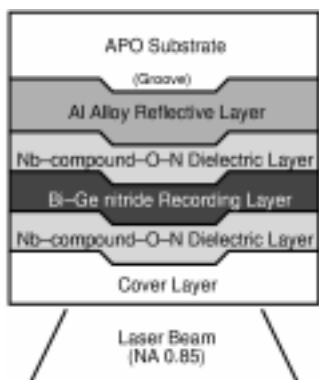 APO Substrate
(Groove)
Al Alloy Reflective Layer
Nb-compound-O-N Dielectric Layer
Bi-Ge nitride Recording Layer
Nb-compound-O-N Dielectric Layer
Cover Layer
Laser Beam
(NA 0.85)